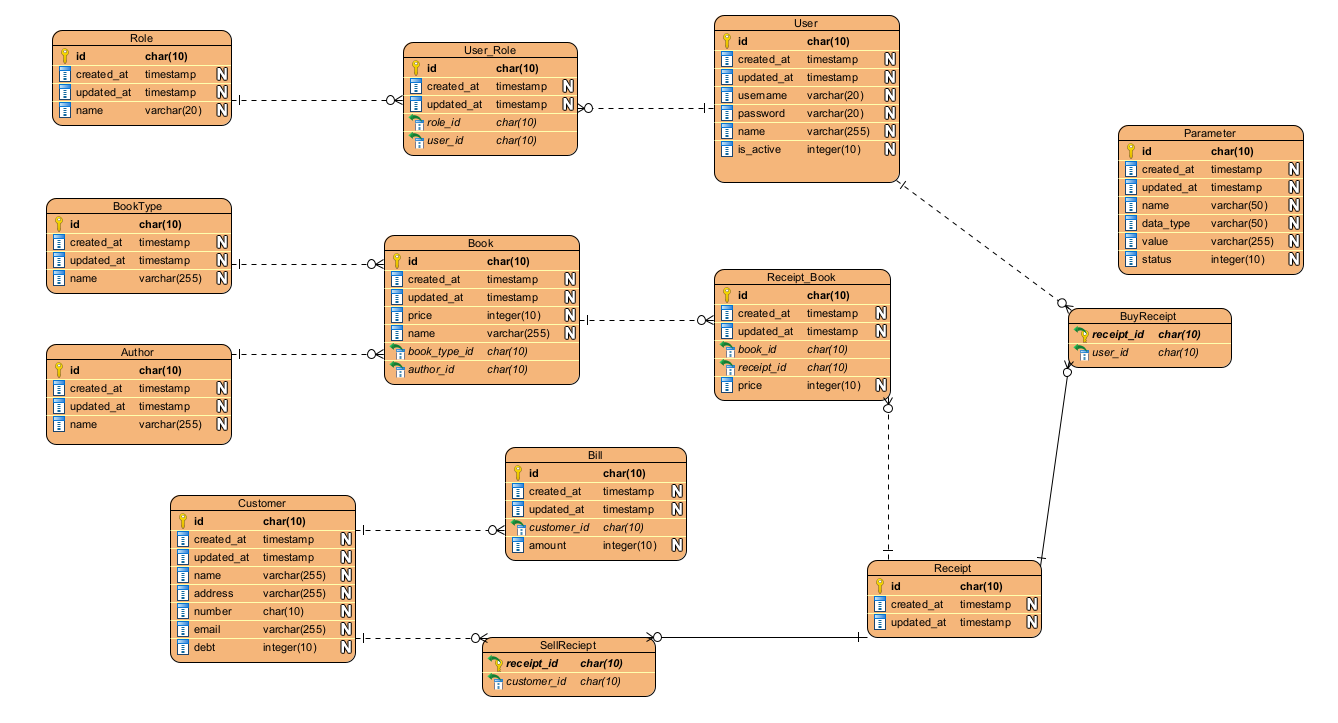 Role
id char(10)
created_at timestamp N
updated_at timestamp N
name varchar(20) N
User_Role
id char(10)
created_at timestamp N
updated_at timestamp N
role_id char(10)
user_id char(10)
User
id char(10)
created_at timestamp N
updated_at timestamp N
username varchar(20) N
password varchar(20) N
name varchar(255) N
is_active integer(10) N
Parameter
id char(10)
created_at timestamp N
updated_at timestamp N
name varchar(50) N
data_type varchar(50) N
value varchar(255) N
status integer(10) N
BookType
id char(10)
created_at timestamp N
updated_at timestamp N
name varchar(255) N
Book
id char(10)
created_at timestamp N
updated_at timestamp N
price integer(10) N
name varchar(255) N
book_type_id char(10)
author_id char(10)
Receipt_Book
id char(10)
created_at timestamp N
updated_at timestamp N
book_id char(10)
receipt_id char(10)
price integer(10) N
BuyReceipt
receipt_id char(10)
user_id char(10)
Author
id char(10)
created_at timestamp N
updated_at timestamp N
name varchar(255) N
Bill
id char(10)
created_at timestamp N
updated_at timestamp N
customer_id char(10)
amount integer(10) N
Customer
id char(10)
created_at timestamp N
updated_at timestamp N
name varchar(255) N
address varchar(255) N
number char(10) N
email varchar(255) N
debt integer(10) N
Receipt
id char(10)
created_at timestamp N
updated_at timestamp N
SellReciept
receipt_id char(10)
customer_id char(10)